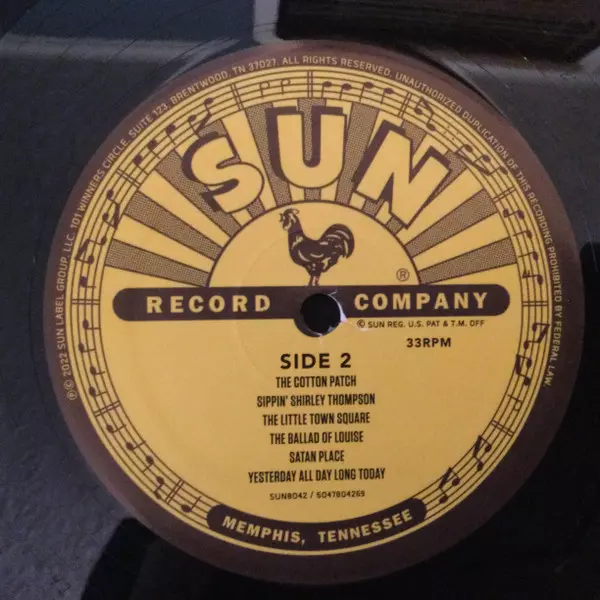 ℗© 2022 SUN LABEL GROUP, LLC. 101 WINNERS CIRCLE, SUITE 123, BRENTWOOD, TN 37027. ALL RIGHTS RESERVED. UNAUTHORIZED DUPLICATION OF THIS RECORDING PROHIBITED BY FEDERAL LAW.
SUN
®
RECORD COMPANY
© SUN REG. U.S. PAT & T.M. OFF
33RPM
SIDE 2
THE COTTON PATCH
SIPPIN' SHIRLEY THOMPSON
THE LITTLE TOWN SQUARE
THE BALLAD OF LOUISE
SATAN PLACE
YESTERDAY ALL DAY LONG TODAY
SUN8042 / 5047804269
MEMPHIS, TENNESSEE